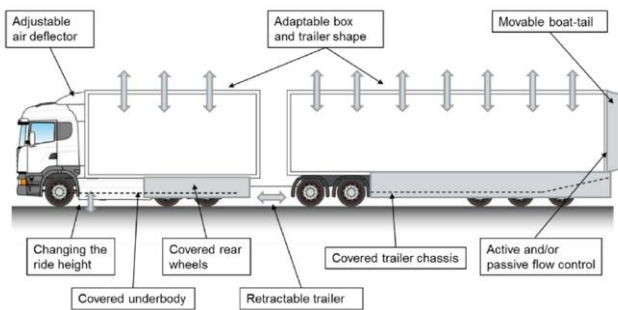 Adjustable
air deflector
Adaptable box
and trailer shape
Movable boat-tail
Changing the
ride height
Covered rear
wheels
Covered trailer chassis
Active and/or
passive flow control
Covered underbody
Retractable trailer